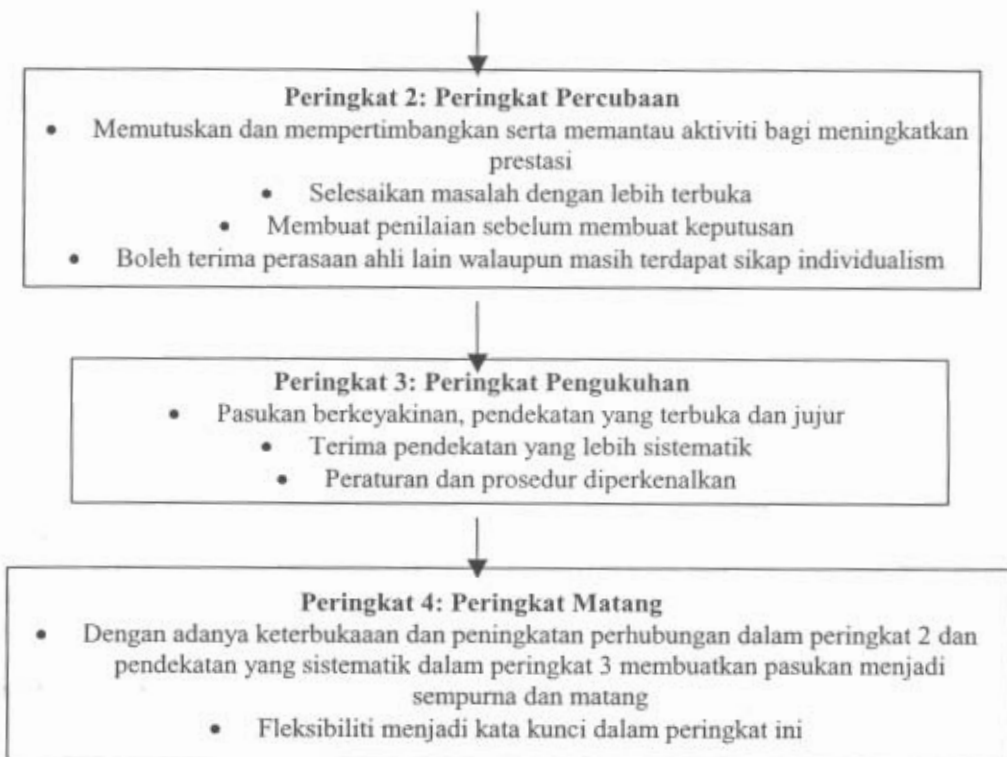 Peringkat 2: Peringkat Percubaan
• Memutuskan dan mempertimbangkan serta memantau aktiviti bagi meningkatkan
prestasi
• Selesaikan masalah dengan lebih terbuka
• Membuat penilaian sebelum membuat keputusan
• Boleh terima perasaan ahli lain walaupun masih terdapat sikap individualism
Peringkat 3: Peringkat Pengukuhan
• Pasukan berkeyakinan, pendekatan yang terbuka dan jujur
• Terima pendekatan yang lebih sistematik
• Peraturan dan prosedur diperkenalkan
Peringkat 4: Peringkat Matang
• Dengan adanya keterbukaaan dan peningkatan perhubungan dalam peringkat 2 dan
pendekatan yang sistematik dalam peringkat 3 membuatkan pasukan menjadi
sempurna dan matang
• Fleksibiliti menjadi kata kunci dalam peringkat ini